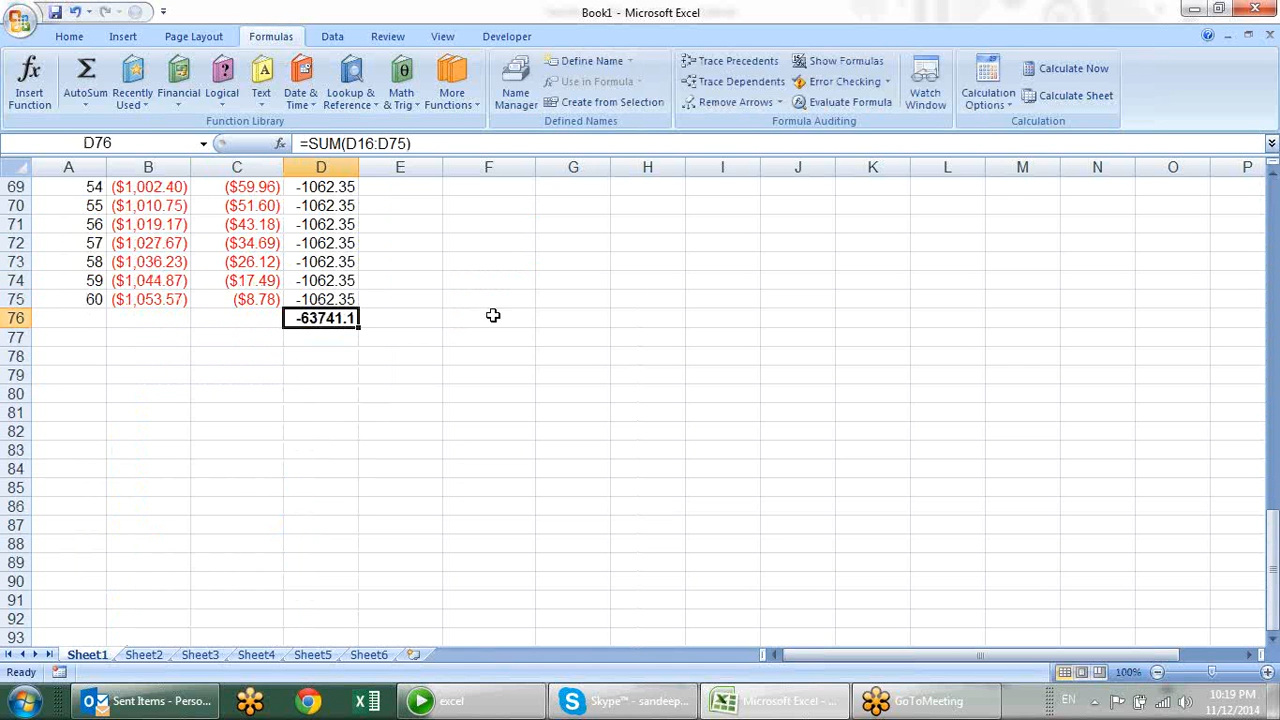 Book1 - Microsoft Excel
Home Insert Page Layout Formulas Data Review View Developer
Insert Function
AutoSum
Recently Used
Financial
Logical
Text
Date & Time
Lookup & Reference
Math & Trig
More Functions
Function Library
Name Manager
Define Name
Use in Formula
Create from Selection
Defined Names
Trace Precedents
Trace Dependents
Remove Arrows
Show Formulas
Error Checking
Evaluate Formula
Formula Auditing
Watch Window
Calculation Options
Calculate Now
Calculate Sheet
Calculation
D76 fx =SUM(D16:D75)
A B C D E F G H I J K L M N O P
69 54 ($1,002.40) ($59.96) -1062.35
70 55 ($1,010.75) ($51.60) -1062.35
71 56 ($1,019.17) ($43.18) -1062.35
72 57 ($1,027.67) ($34.69) -1062.35
73 58 ($1,036.23) ($26.12) -1062.35
74 59 ($1,044.87) ($17.49) -1062.35
75 60 ($1,053.57) ($8.78) -1062.35
76 -63741.1
77
78
79
80
81
82
83
84
85
86
87
88
89
90
91
92
93
Sheet1 Sheet2 Sheet3 Sheet4 Sheet5 Sheet6
Ready 100%
Sent Items - Perso... excel Skype™ - sandeep... Microsoft Excel - ... GoToMeeting EN 10:19 PM
11/12/2014